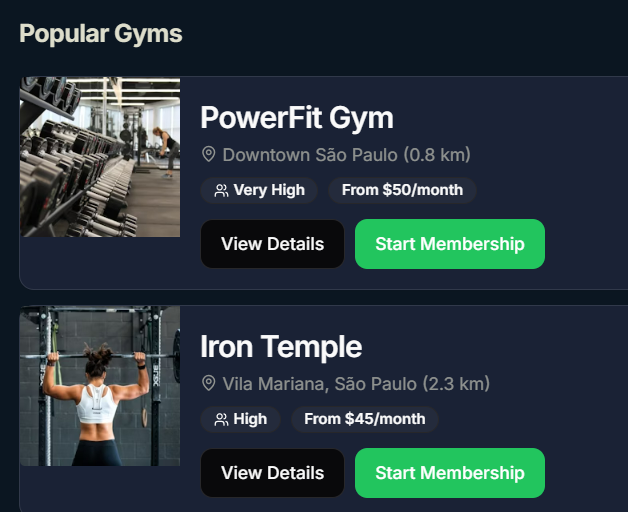 Popular Gyms
PowerFit Gym
Downtown São Paulo (0.8 km)
Very High From $50/month
View Details Start Membership
Iron Temple
Vila Mariana, São Paulo (2.3 km)
High From $45/month
View Details Start Membership